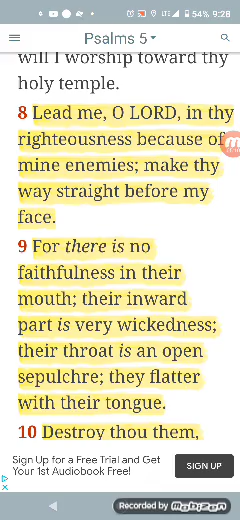 54% 9:28
Psalms 5
will I worship toward thy
holy temple.
8 Lead me, O LORD, in thy
righteousness because of
mine enemies; make thy
way straight before my
face.
9 For there is no
faithfulness in their
mouth; their inward
part is very wickedness;
their throat is an open
sepulchre; they flatter
with their tongue.
10 Destroy thou them,
Sign Up for a Free Trial and Get
Your 1st Audiobook Free!
SIGN UP
Recorded by mobizen